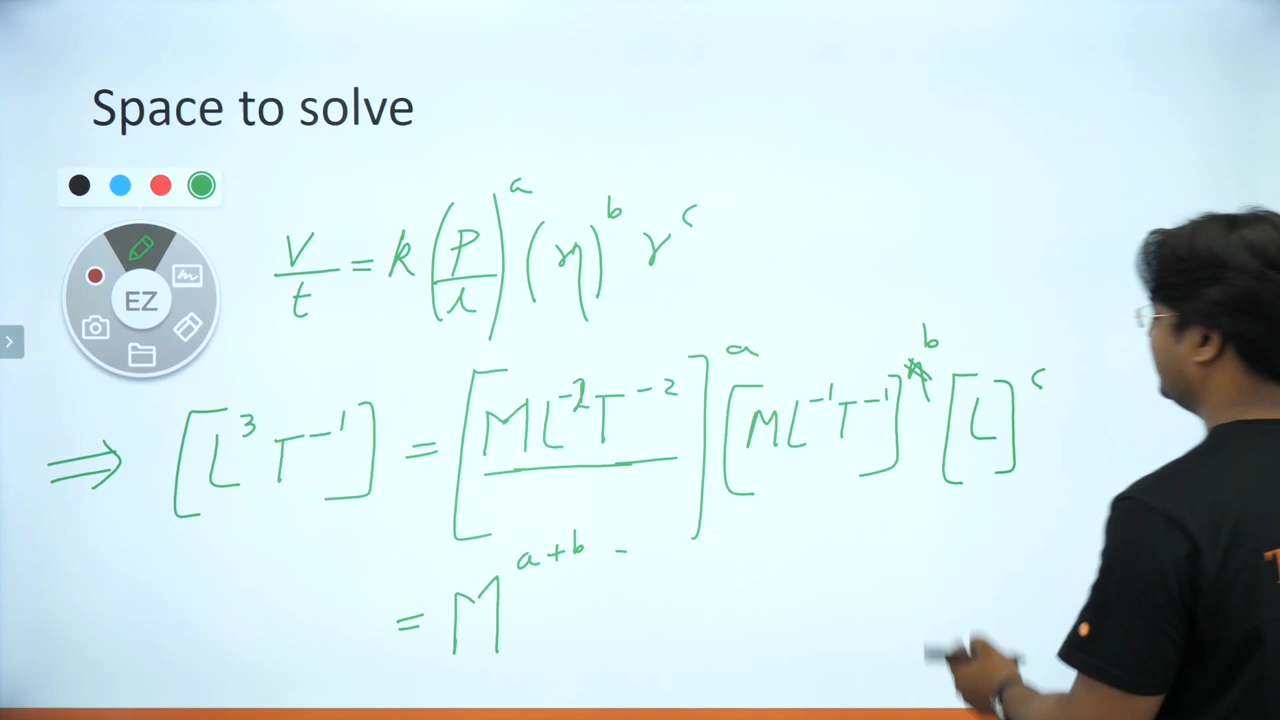 Space to solve
V/t = k (P/l)^a (η)^b r^c
EZ
⇒ [L^3 T^-1] = [ML^-2 T^-2]^a [ML^-1 T^-1]^b [L]^c
= M^a+b -